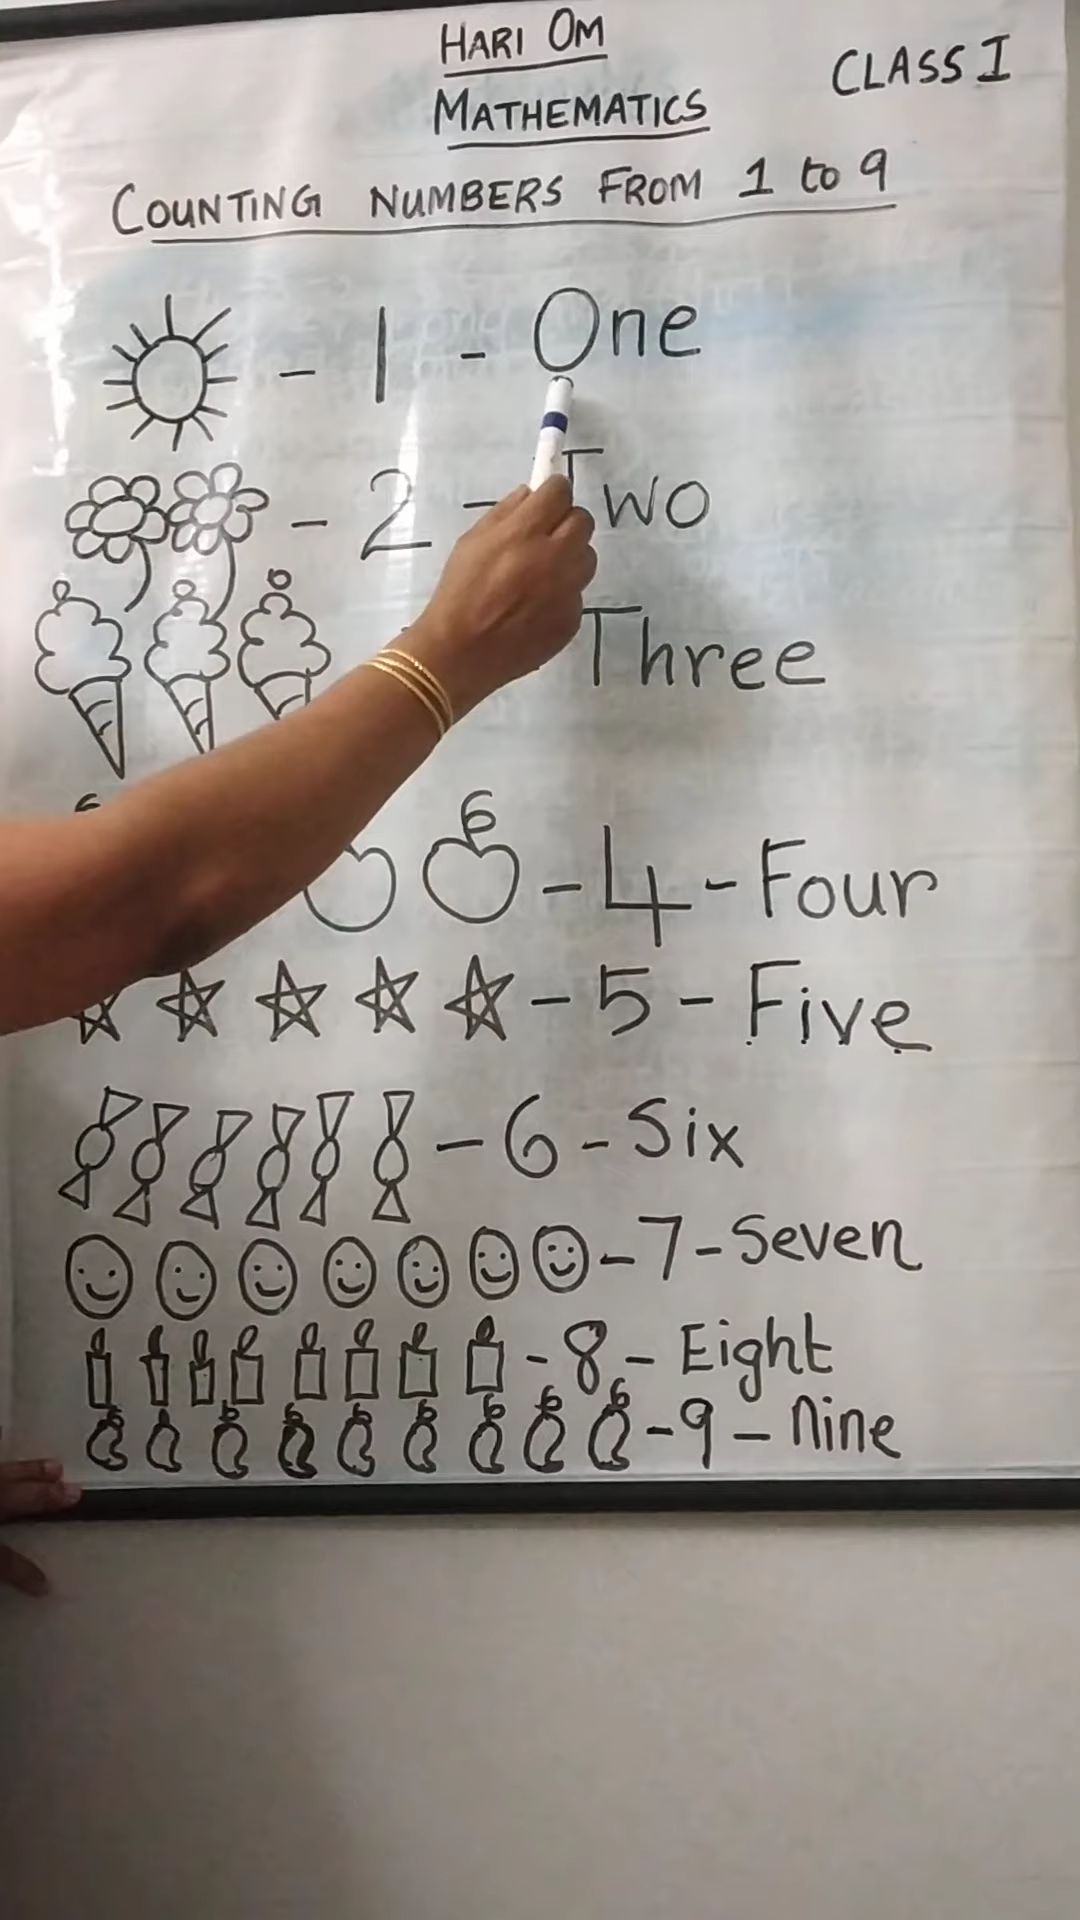 HARI OM
CLASS I
MATHEMATICS
COUNTING NUMBERS FROM 1 to 9
- 1 - One
- 2 - Two
Three
- 4 - Four
- 5 - Five
- 6 - Six
- 7 - Seven
- 8 - Eight
- 9 - Nine